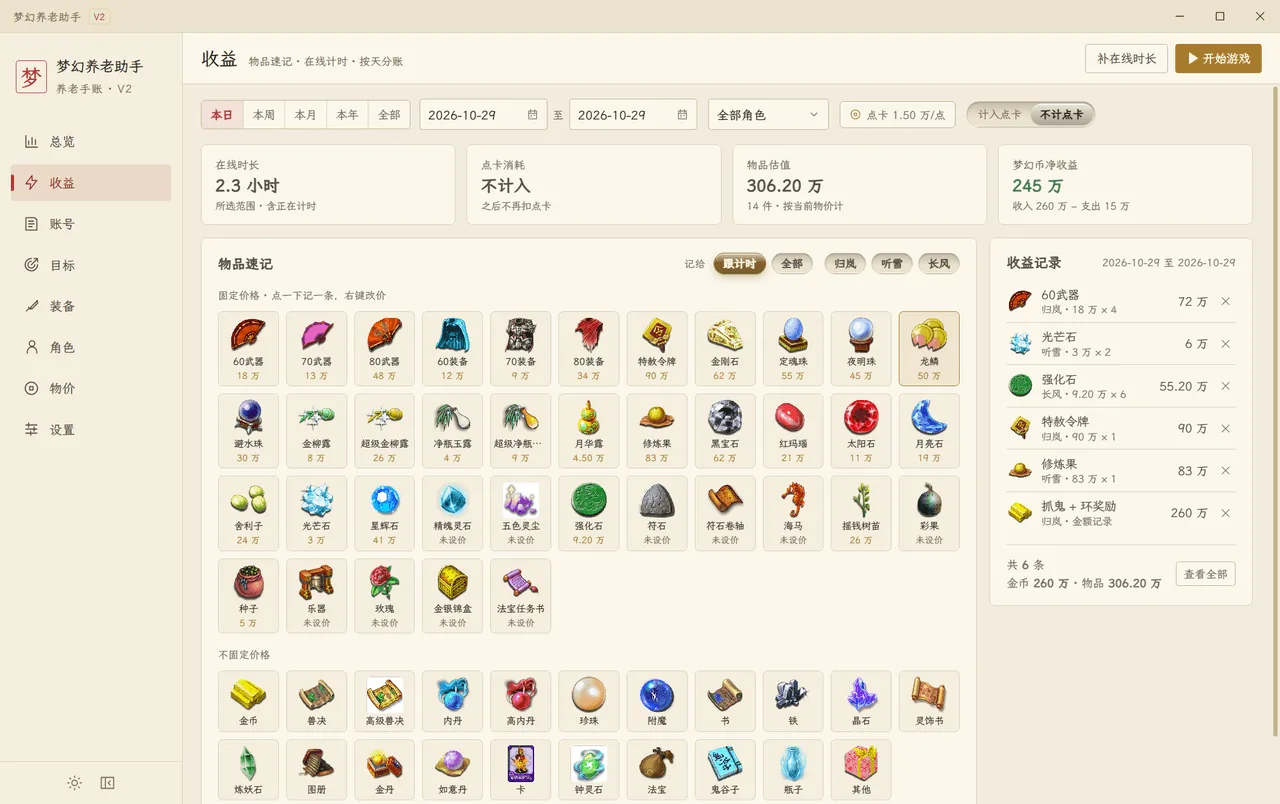 梦幻养老助手 V2
梦
梦幻养老助手
养老手账・V2
总览
收益
账号
目标
装备
角色
物价
设置
收益 物品速记・在线计时・按天分账
补在线时长
开始游戏
本日 本周 本月 本年 全部
2026-10-29 至 2026-10-29
全部角色
点卡 1.50 万/点
计入点卡 不计点卡
在线时长
2.3 小时
所选范围・含正在计时
点卡消耗
不计入
之后不再扣点卡
物品估值
306.20 万
14 件・按当前物价计
梦幻币净收益
245 万
收入 260 万 − 支出 15 万
物品速记
记给 跟计时 全部 归岚 听雪 长风
固定价格・点一下记一条，右键改价
60武器 70武器 80武器 60装备 70装备 80装备 特赦令牌 金刚石 定魂珠 夜明珠 龙鳞
18 万 13 万 48 万 12 万 9 万 34 万 90 万 62 万 55 万 45 万 50 万
避水珠 金柳露 超级金柳露 净瓶玉露 超级净瓶… 月华露 修炼果 黑宝石 红玛瑙 太阳石 月亮石
30 万 8 万 26 万 4 万 9 万 4.50 万 83 万 62 万 21 万 11 万 19 万
舍利子 光芒石 星辉石 精魄灵石 五色灵尘 强化石 符石 符石卷轴 海马 摇钱树苗 彩果
24 万 3 万 41 万 未设价 未设价 9.20 万 未设价 未设价 未设价 26 万 未设价
种子 乐器 玫瑰 金银锦盒 法宝任务书
5 万 未设价 未设价 未设价 未设价
不固定价格
金币 兽决 高级兽决 内丹 高内丹 珍珠 附魔 书 铁 晶石 灵饰书
炼妖石 图册 金丹 如意丹 卡 钟灵石 法宝 鬼谷子 瓶子 其他
收益记录 2026-10-29 至 2026-10-29
60武器
归岚・18 万 × 4
72 万
光芒石
听雪・3 万 × 2
6 万
强化石
长风・9.20 万 × 6
55.20 万
特赦令牌
归岚・90 万 × 1
90 万
修炼果
听雪・83 万 × 1
83 万
抓鬼 + 环奖励
归岚・金额记录
260 万
共 6 条
金币 260 万・物品 306.20 万
查看全部